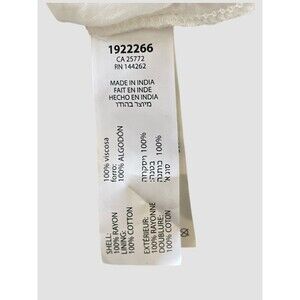 1922266
CA 25772
RN 144262
MADE IN INDIA
FAIT EN INDE
HECHO EN INDIA
מיוצר בהודו
SHELL:
100% RAYON
LINING:
100% COTTON
100% viscosa
forro:
100% ALGODÓN
EXTÉRIEUR:
100% RAYONNE
DOUBLURE:
100% COTON
100% ויסקוזה
בטנה:
100% כותנה
סוג א'